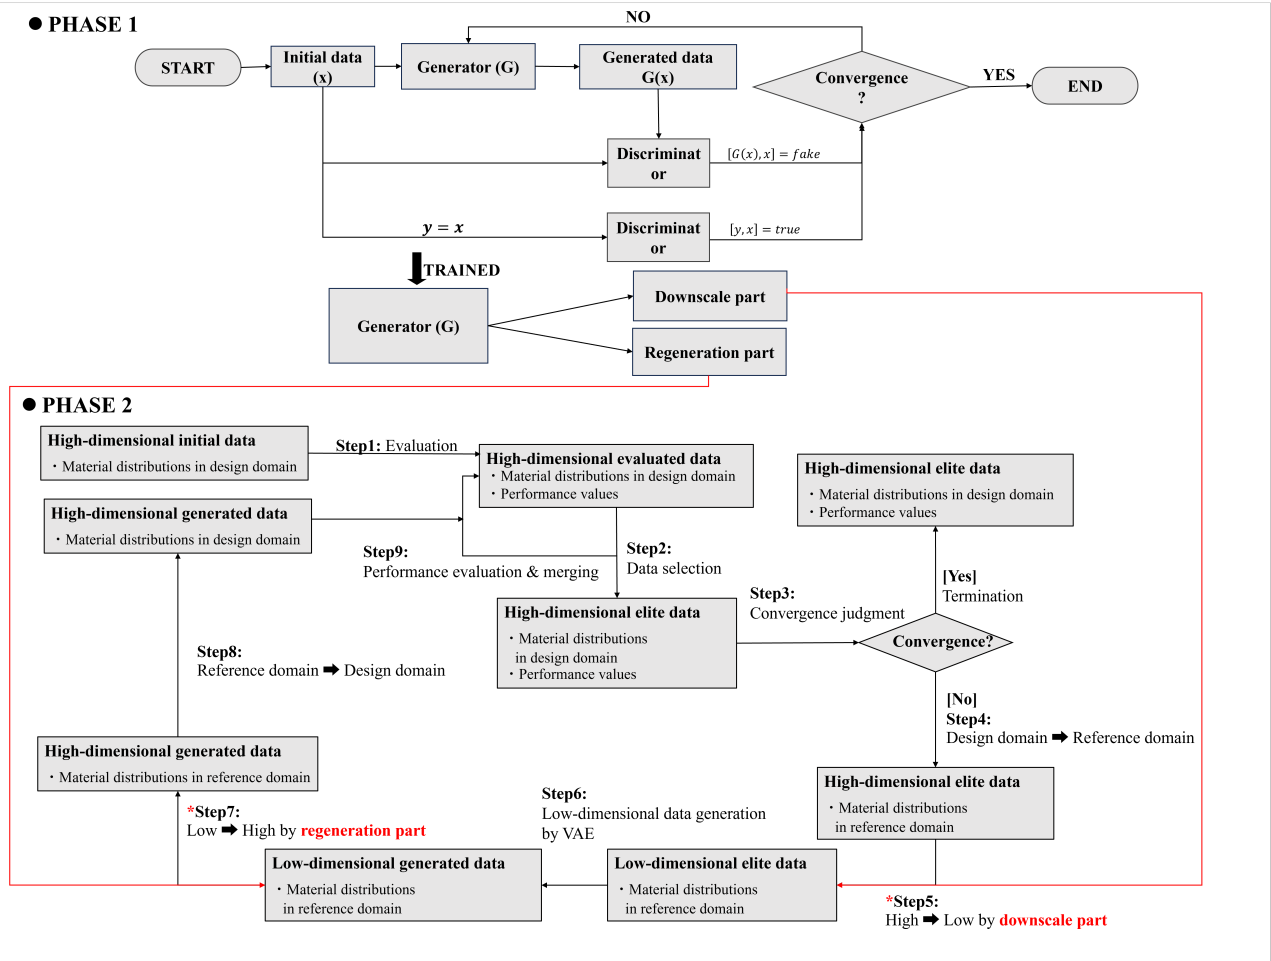 ● PHASE 1
NO
START
Initial data
(x)
Generator (G)
Generated data
G(x)
Convergence
?
YES
END
Discriminat
or
[G(x), x] = fake
y = x
Discriminat
or
[y, x] = true
TRAINED
Generator (G)
Downscale part
Regeneration part
● PHASE 2
High-dimensional initial data
・Material distributions in design domain
Step1: Evaluation
High-dimensional evaluated data
・Material distributions in design domain
・Performance values
High-dimensional elite data
・Material distributions in design domain
・Performance values
High-dimensional generated data
・Material distributions in design domain
Step9:
Performance evaluation & merging
Step2:
Data selection
High-dimensional elite data
・Material distributions
in design domain
・Performance values
Step3:
Convergence judgment
[Yes]
Termination
Convergence?
Step8:
Reference domain ➡ Design domain
[No]
Step4:
Design domain ➡ Reference domain
High-dimensional generated data
・Material distributions in reference domain
High-dimensional elite data
・Material distributions
in reference domain
*Step7:
Low ➡ High by regeneration part
Step6:
Low-dimensional data generation
by VAE
Low-dimensional generated data
・Material distributions
in reference domain
Low-dimensional elite data
・Material distributions
in reference domain
*Step5:
High ➡ Low by downscale part